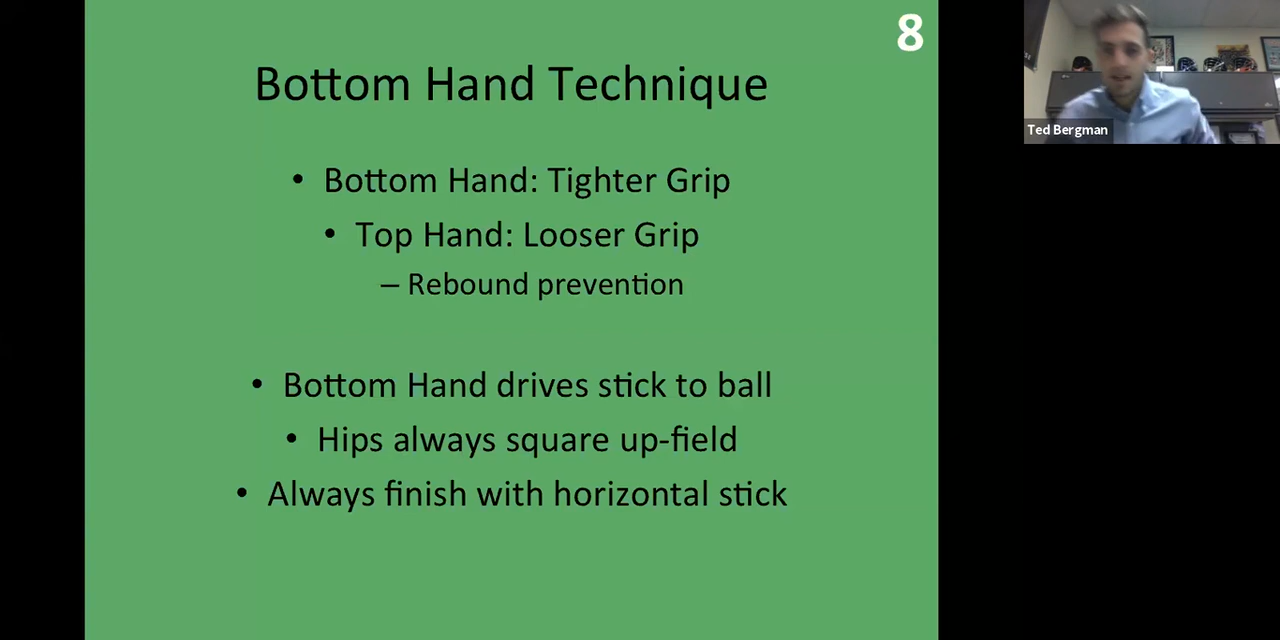 8
Bottom Hand Technique
• Bottom Hand: Tighter Grip
• Top Hand: Looser Grip
– Rebound prevention
• Bottom Hand drives stick to ball
• Hips always square up-field
• Always finish with horizontal stick
Ted Bergman